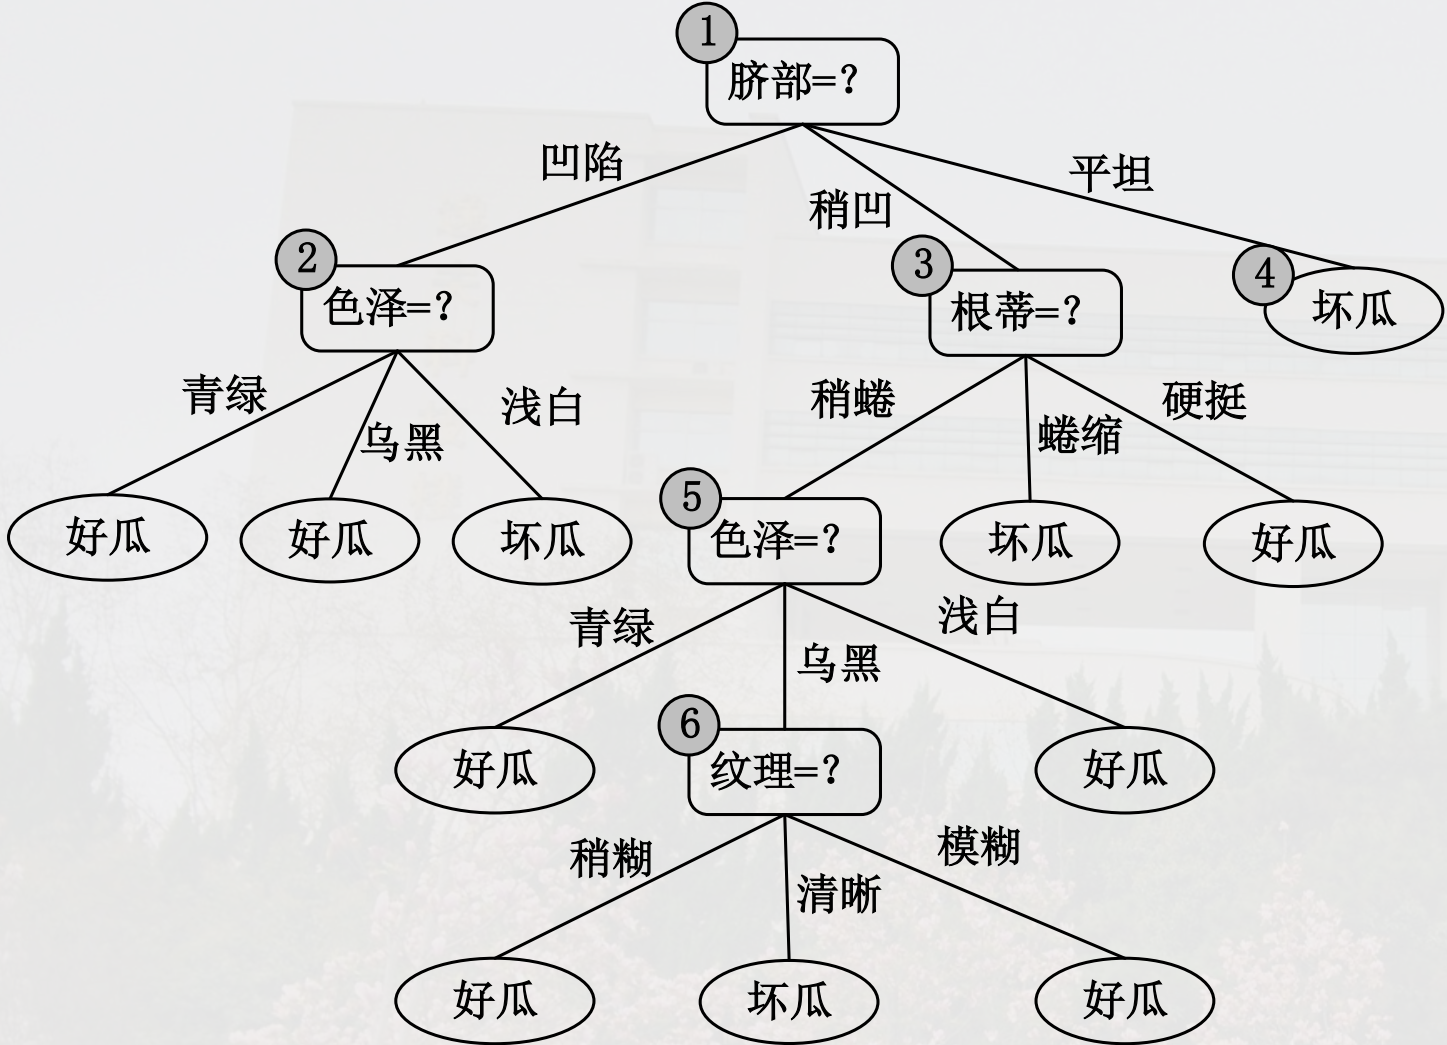 1
脐部=?
凹陷
稍凹
平坦
2
色泽=?
3
根蒂=?
4
坏瓜
青绿
乌黑
浅白
稍蜷
蜷缩
硬挺
好瓜
好瓜
坏瓜
5
色泽=?
坏瓜
好瓜
青绿
乌黑
浅白
好瓜
6
纹理=?
好瓜
稍糊
清晰
模糊
好瓜
坏瓜
好瓜